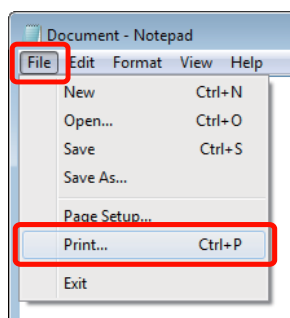 Document - Notepad
File Edit Format View Help
New Ctrl+N
Open... Ctrl+O
Save Ctrl+S
Save As...
Page Setup...
Print... Ctrl+P
Exit